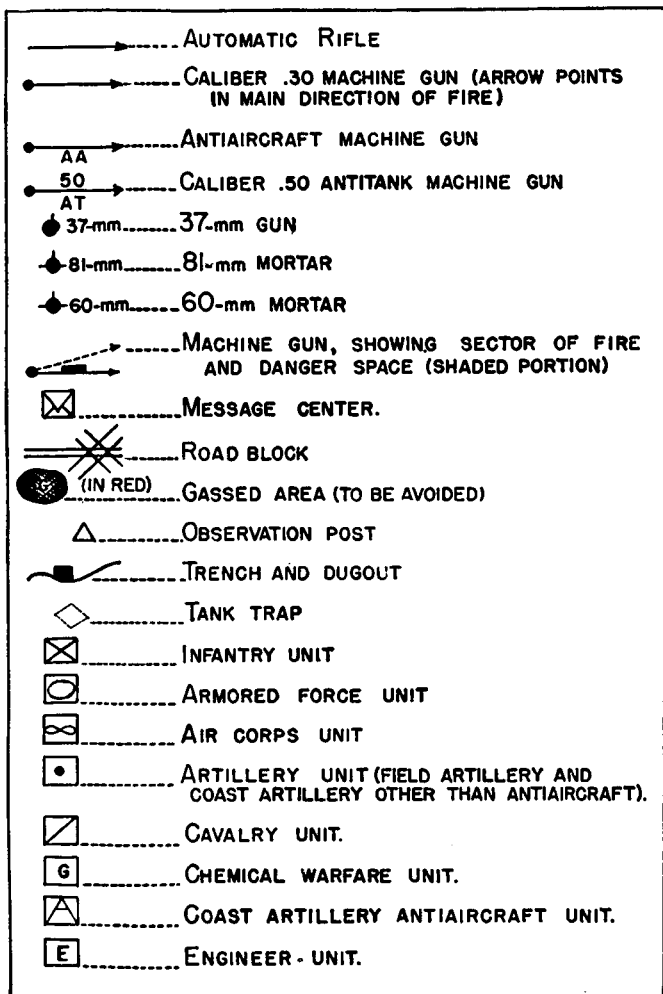 AUTOMATIC RIFLE
CALIBER .30 MACHINE GUN (ARROW POINTS
IN MAIN DIRECTION OF FIRE)
ANTIAIRCRAFT MACHINE GUN
AA
50
CALIBER .50 ANTITANK MACHINE GUN
AT
37-mm 37-mm GUN
81-mm 81-mm MORTAR
60-mm 60-mm MORTAR
MACHINE GUN, SHOWING SECTOR OF FIRE
AND DANGER SPACE (SHADED PORTION)
MESSAGE CENTER.
ROAD BLOCK
G (IN RED) GASSED AREA (TO BE AVOIDED)
OBSERVATION POST
TRENCH AND DUGOUT
TANK TRAP
INFANTRY UNIT
ARMORED FORCE UNIT
AIR CORPS UNIT
ARTILLERY UNIT (FIELD ARTILLERY AND
COAST ARTILLERY OTHER THAN ANTIAIRCRAFT).
CAVALRY UNIT.
G CHEMICAL WARFARE UNIT.
COAST ARTILLERY ANTIAIRCRAFT UNIT.
E ENGINEER-UNIT.